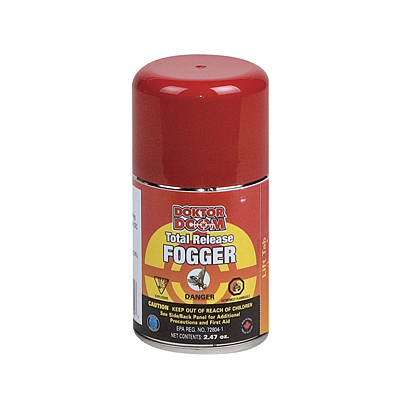 DOKTOR
DOOM
Total Release
FOGGER
DANGER
CAUTION KEEP OUT OF REACH OF CHILDREN
See Side/Back Panel for Additional
Precautions and First Aid
EPA REG. NO. 72804-1
NET CONTENTS: 2.47 oz.
Lift Tab